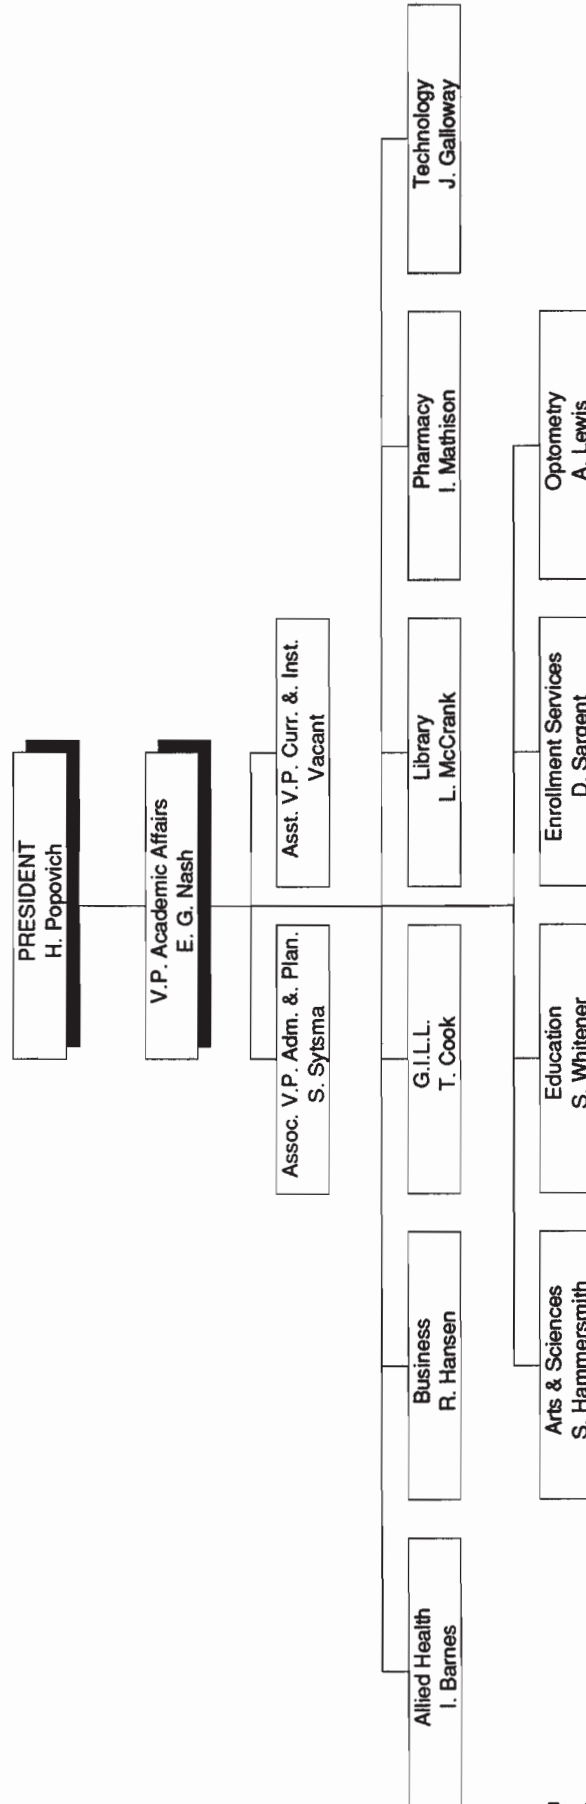 PRESIDENT
H. Popovich
V.P. Academic Affairs
E. G. Nash
Assoc. V.P. Adm. &. Plan.
S. Sytsma
Asst. V.P. Curr. &. Inst.
Vacant
Allied Health
I. Barnes
Business
R. Hansen
G.I.L.L.
T. Cook
Library
L. McCrank
Pharmacy
I. Mathison
Technology
J. Galloway
Arts & Sciences
S. Hammersmith
Education
S. Whitener
Enrollment Services
D. Sargent
Optometry
A. Lewis